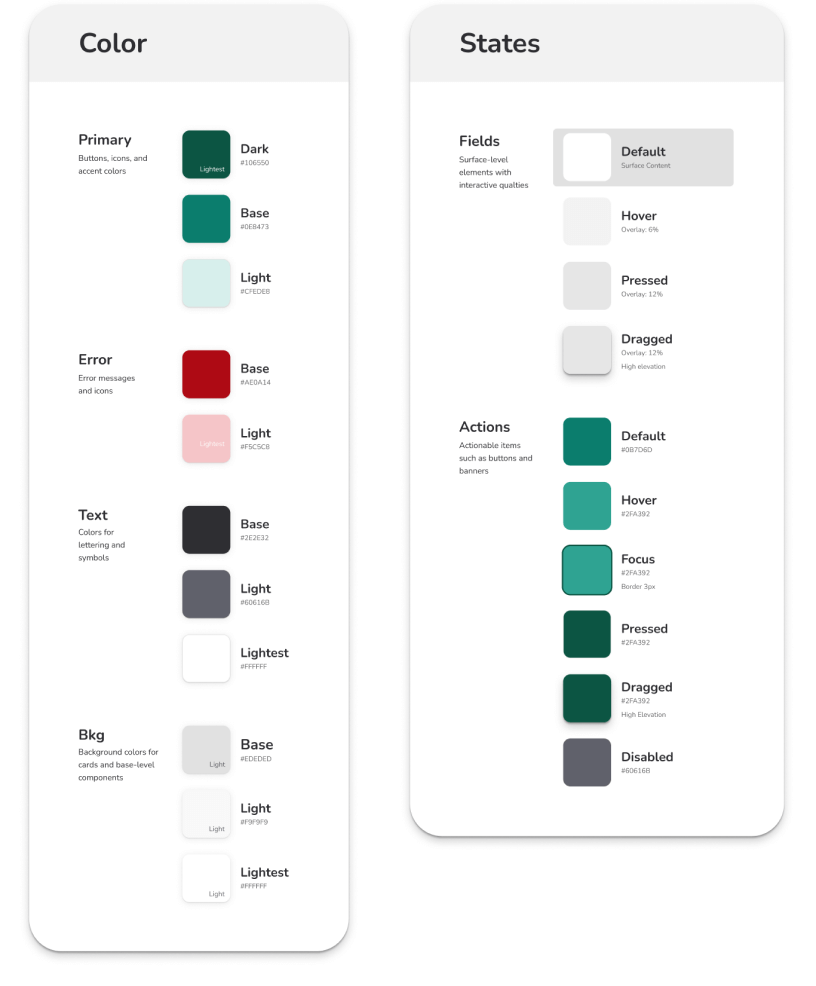 Color
Primary
Buttons, icons, and
accent colors
Lightest
Dark
#106550
Base
#0E8473
Light
#CFEDEB
Error
Error messages
and icons
Base
#AE0A14
Lightest
Light
#F5C5C8
Text
Colors for
lettering and
symbols
Base
#2E2E32
Light
#60616B
Lightest
#FFFFFF
Bkg
Background colors for
cards and base-level
components
Light
Base
#EDEDED
Light
Light
#F9F9F9
Light
Lightest
#FFFFFF
States
Fields
Surface-level
elements with
interactive qualties
Default
Surface Content
Hover
Overlay: 6%
Pressed
Overlay: 12%
Dragged
Overlay: 12%
High elevation
Actions
Actionable items
such as buttons and
banners
Default
#0B7D6D
Hover
#2FA392
Focus
#2FA392
Border 3px
Pressed
#2FA392
Dragged
#2FA392
High Elevation
Disabled
#60616B